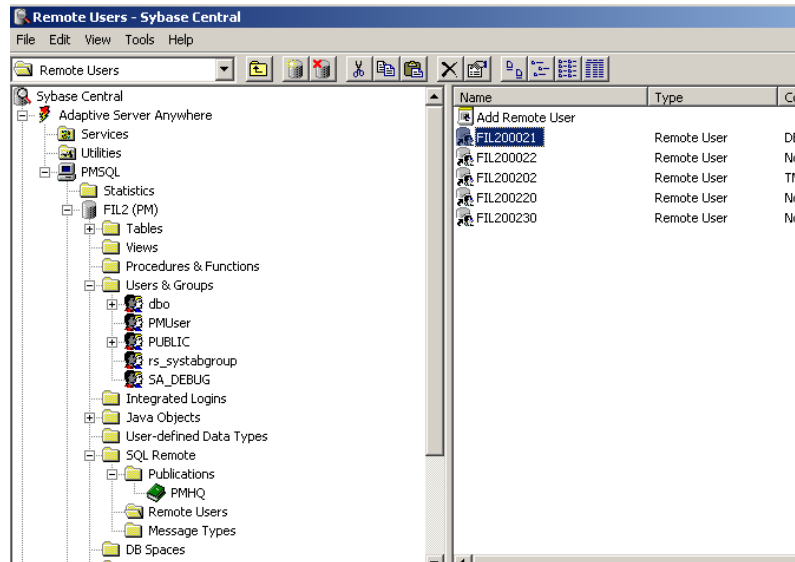 Remote Users - Sybase Central
File Edit View Tools Help
Remote Users
Sybase Central
Adaptive Server Anywhere
Services
Utilities
PMSQL
Statistics
FIL2 (PM)
Tables
Views
Procedures & Functions
Users & Groups
dbo
PMUser
PUBLIC
rs_systabgroup
SA_DEBUG
Integrated Logins
Java Objects
User-defined Data Types
SQL Remote
Publications
PMHQ
Remote Users
Message Types
DB Spaces
Name Type
Add Remote User
FIL200021 Remote User
FIL200022 Remote User
FIL200202 Remote User
FIL200220 Remote User
FIL200230 Remote User